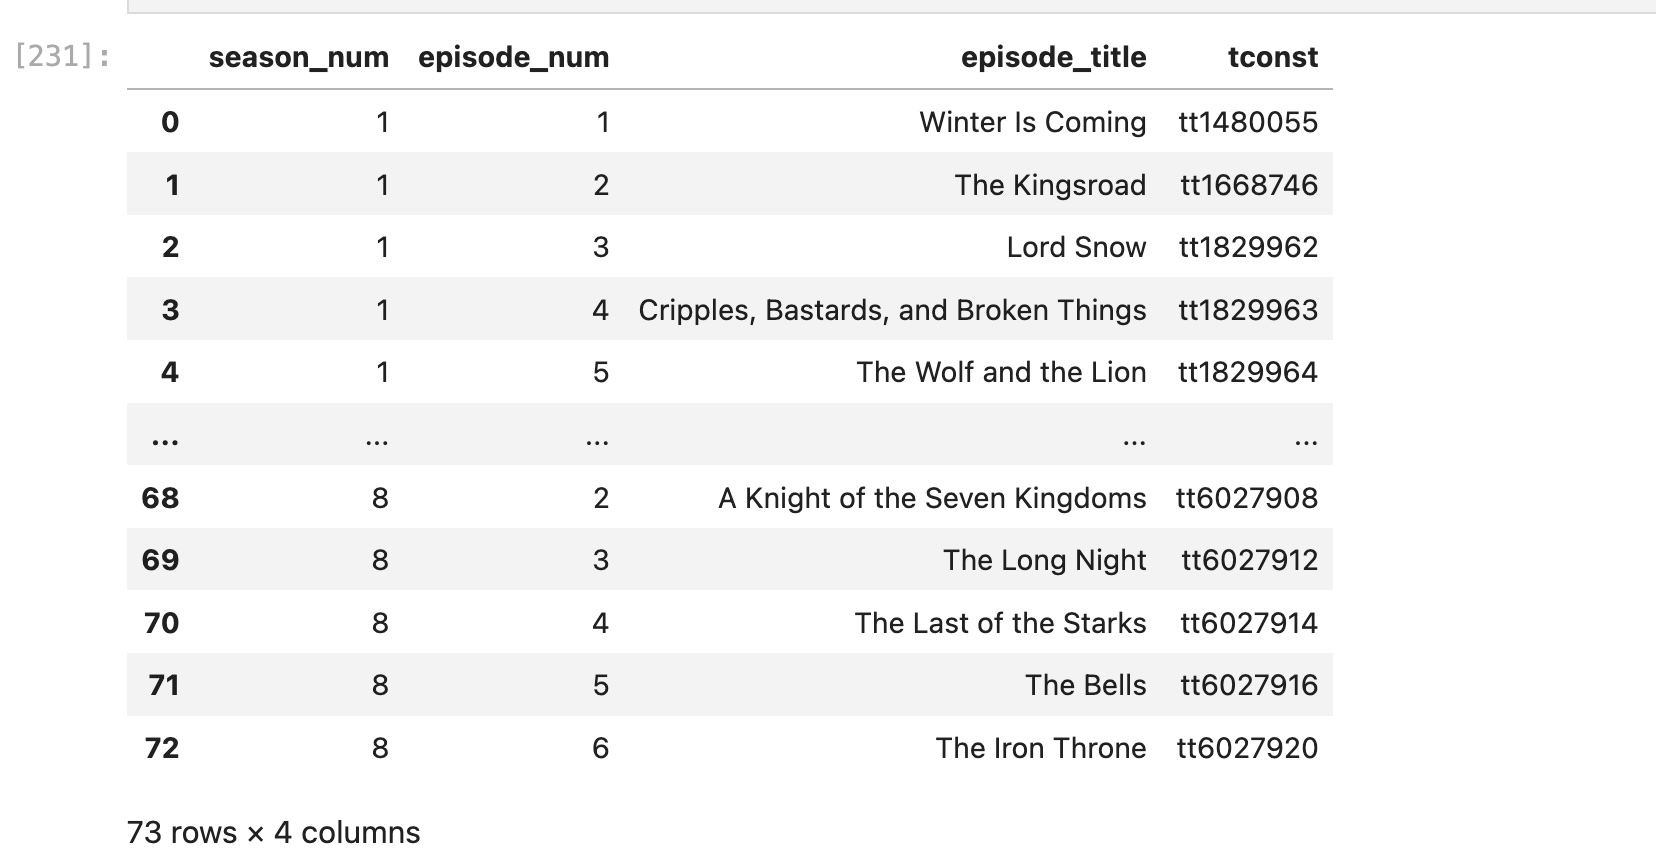 [231]:
season_num episode_num episode_title tconst
0 1 1 Winter Is Coming tt1480055
1 1 2 The Kingsroad tt1668746
2 1 3 Lord Snow tt1829962
3 1 4 Cripples, Bastards, and Broken Things tt1829963
4 1 5 The Wolf and the Lion tt1829964
... ... ... ... ...
68 8 2 A Knight of the Seven Kingdoms tt6027908
69 8 3 The Long Night tt6027912
70 8 4 The Last of the Starks tt6027914
71 8 5 The Bells tt6027916
72 8 6 The Iron Throne tt6027920
73 rows × 4 columns